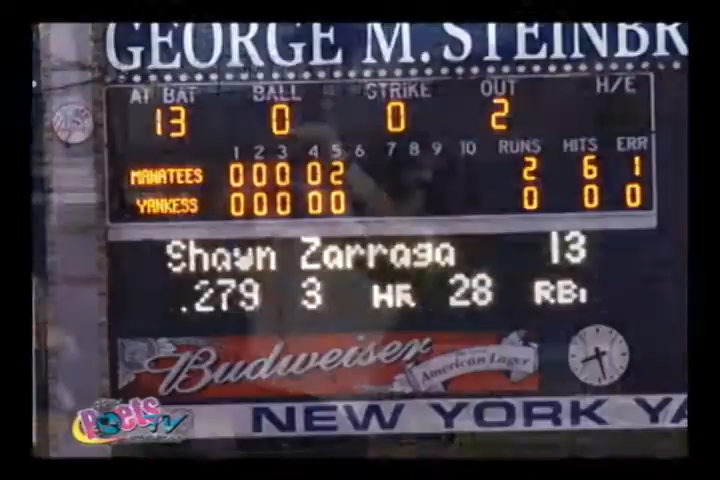 GEORGE M. STEINBR
AT BAT BALL STRIKE OUT H/E
13 0 0 2
1 2 3 4 5 6 7 8 9 10 RUNS HITS ERR
MANATEES 0 0 0 0 2 2 6 1
YANKESS 0 0 0 0 0 0 0 0
Shawn Zarraga 13
.279 3 HR 28 RBI
Budweiser
American Lager
Poets TV
NEW YORK YA